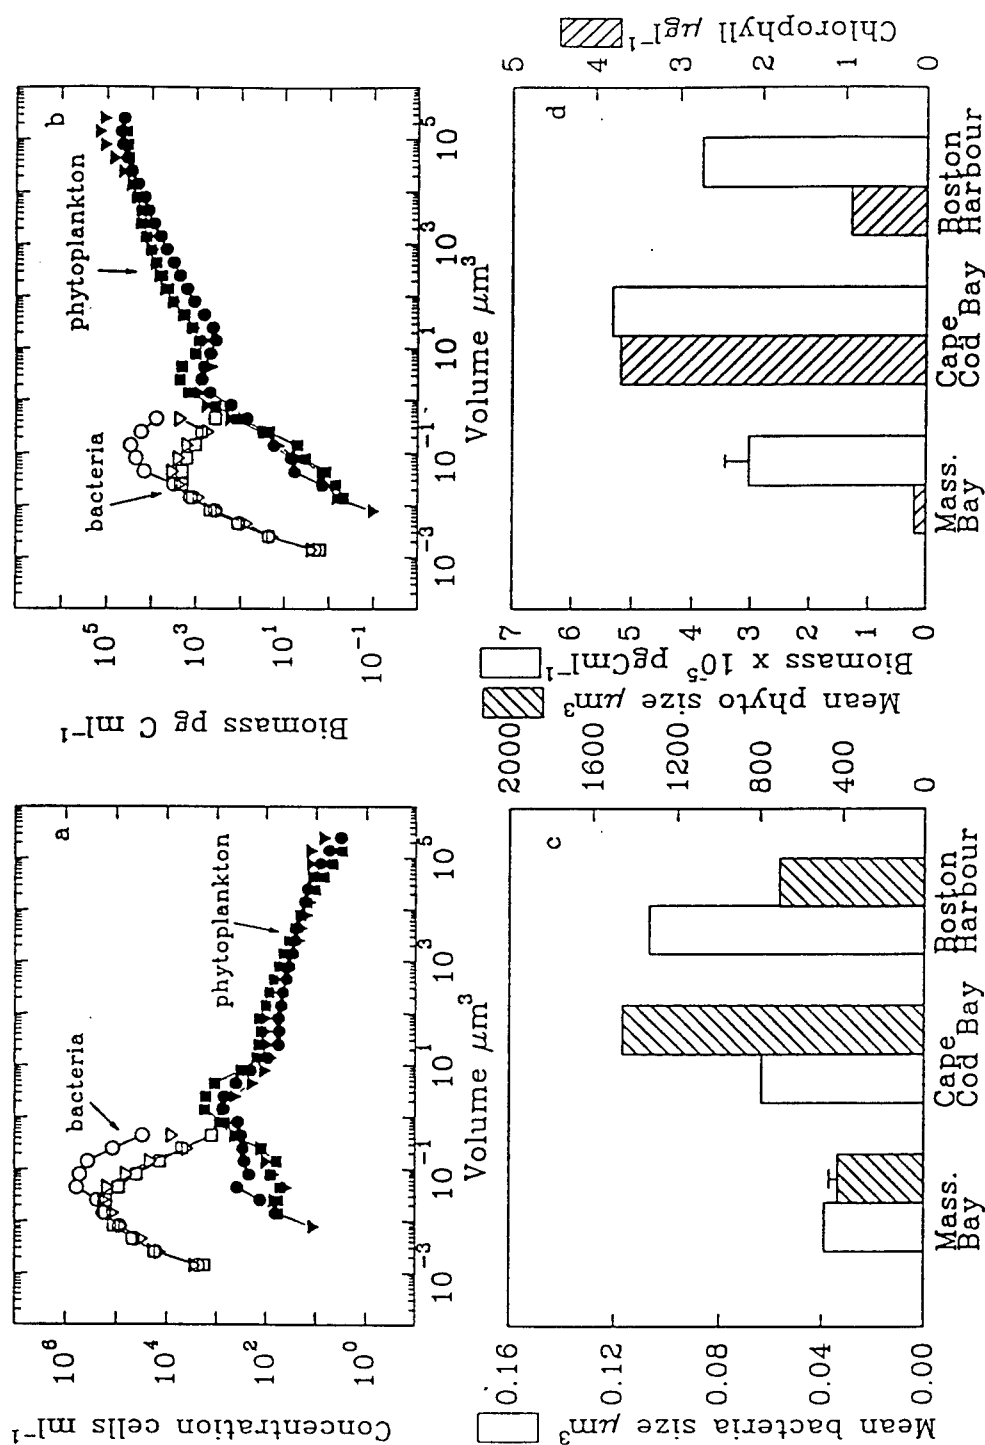 a
bacteria
phytoplankton
10⁶
10⁴
10²
10⁰
Concentration cells ml⁻¹
10⁻³
10⁻¹
10¹
10³
10⁵
Volume μm³
b
bacteria
phytoplankton
10⁵
10³
10¹
10⁻¹
Biomass pg C ml⁻¹
10⁻³
10⁻¹
10¹
10³
10⁵
Volume μm³
c
0.16
0.12
0.08
0.04
0.00
Mean bacteria size μm³
2000
1600
1200
800
400
0
Mean phyto size μm³
Mass.
Bay
Cape
Cod Bay
Boston
Harbour
d
7
6
5
4
3
2
1
0
Biomass x 10⁻⁵ pgCml⁻¹
5
4
3
2
1
0
Chlorophyll μgl⁻¹
Mass.
Bay
Cape
Cod Bay
Boston
Harbour